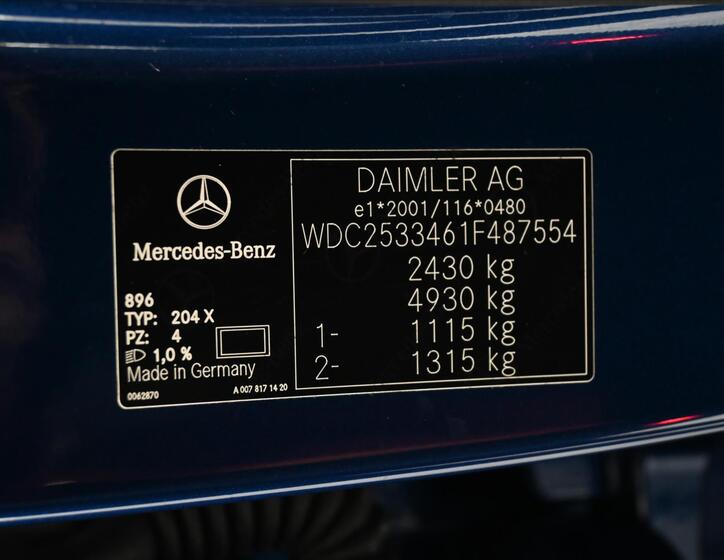 Mercedes-Benz
896
TYP: 204 X
PZ: 4
1,0 %
Made in Germany
0062870
A 007 817 14 20
DAIMLER AG
e1*2001/116*0480
WDC2533461F487554
2430 kg
4930 kg
1- 1115 kg
2- 1315 kg